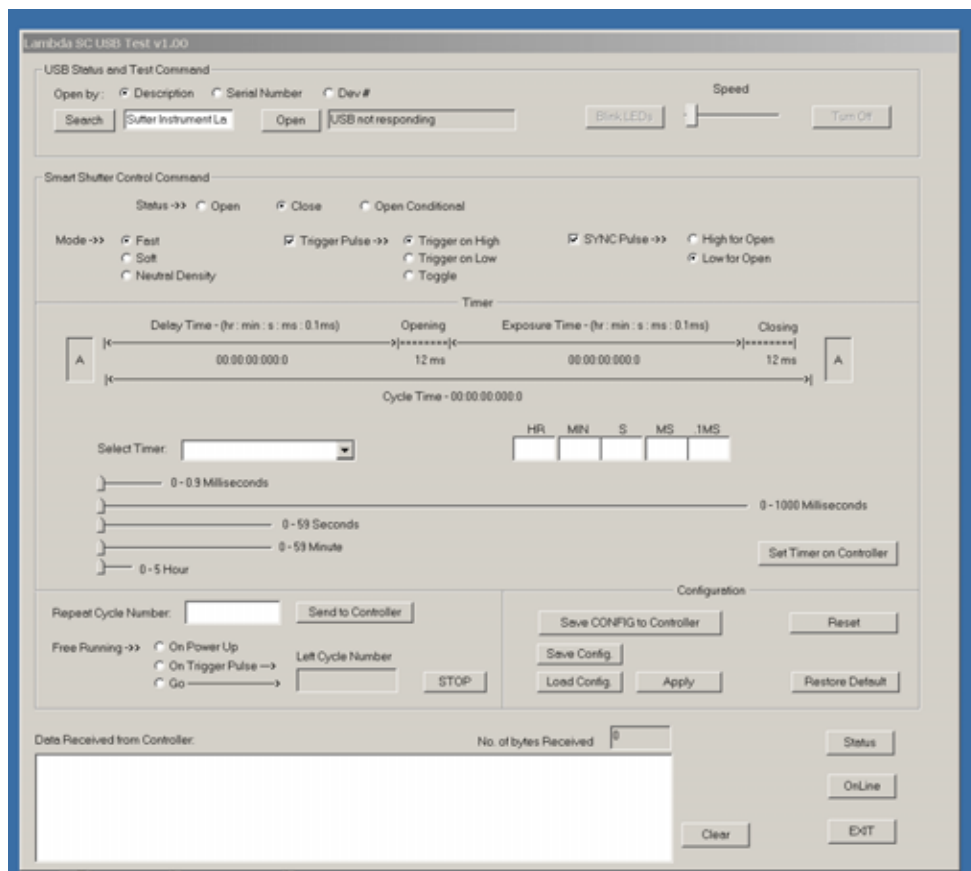 Lambda SC USB Test v1.00
USB Status and Test Command
Open by: Description Serial Number Dev #
Speed
Search Sutter Instrument La Open USB not responding Blink LEDs Turn Off
Smart Shutter Control Command
Status ->> Open Close Open Conditional
Mode ->> Fast Trigger Pulse ->> Trigger on High SYNC Pulse ->> High for Open
Soft Trigger on Low Low for Open
Neutral Density Toggle
Timer
Delay Time - (hr : min : s : ms : 0.1ms) Opening Exposure Time - (hr : min : s : ms : 0.1ms) Closing
A 00:00:00:000:0 12 ms 00:00:00:000:0 12 ms A
Cycle Time - 00:00:00:000:0
HR MIN S MS .1MS
Select Timer:
0 - 0.9 Milliseconds
0 - 1000 Milliseconds
0 - 59 Seconds
0 - 59 Minute
Set Timer on Controller
0 - 5 Hour
Configuration
Repeat Cycle Number: Send to Controller
Save CONFIG to Controller Reset
Free Running ->> On Power Up
Left Cycle Number
Save Config.
On Trigger Pulse -->
Go -----> STOP
Load Config. Apply Restore Default
Data Received from Controller: No. of bytes Received 0
Status
OnLine
Clear EXIT